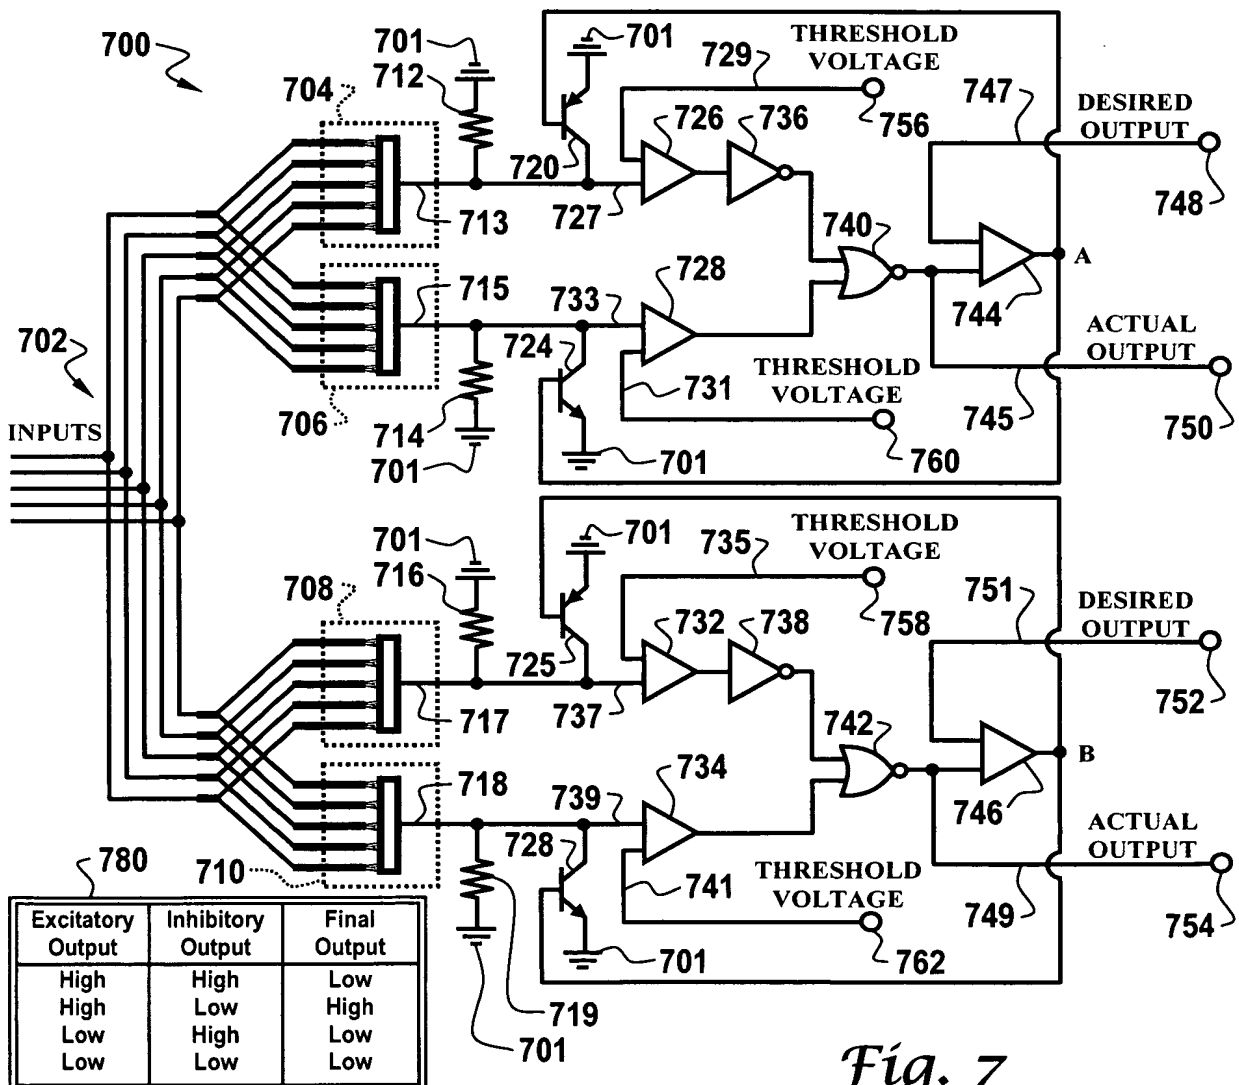 700
701
712
704
720
701
729
THRESHOLD
VOLTAGE
756
726
736
747
DESIRED
OUTPUT
748
713
727
740
A
702
715
733
728
744
ACTUAL
OUTPUT
724
THRESHOLD
VOLTAGE
731
745
750
706
714
701
701
760
INPUTS
701
716
708
725
701
735
THRESHOLD
VOLTAGE
758
732
738
751
DESIRED
OUTPUT
752
717
737
742
B
718
739
734
746
ACTUAL
OUTPUT
728
THRESHOLD
VOLTAGE
741
749
754
710
701
762
719
701
780
Excitatory Inhibitory Final
Output Output Output
High High Low
High Low High
Low High Low
Low Low Low
Fig. 7